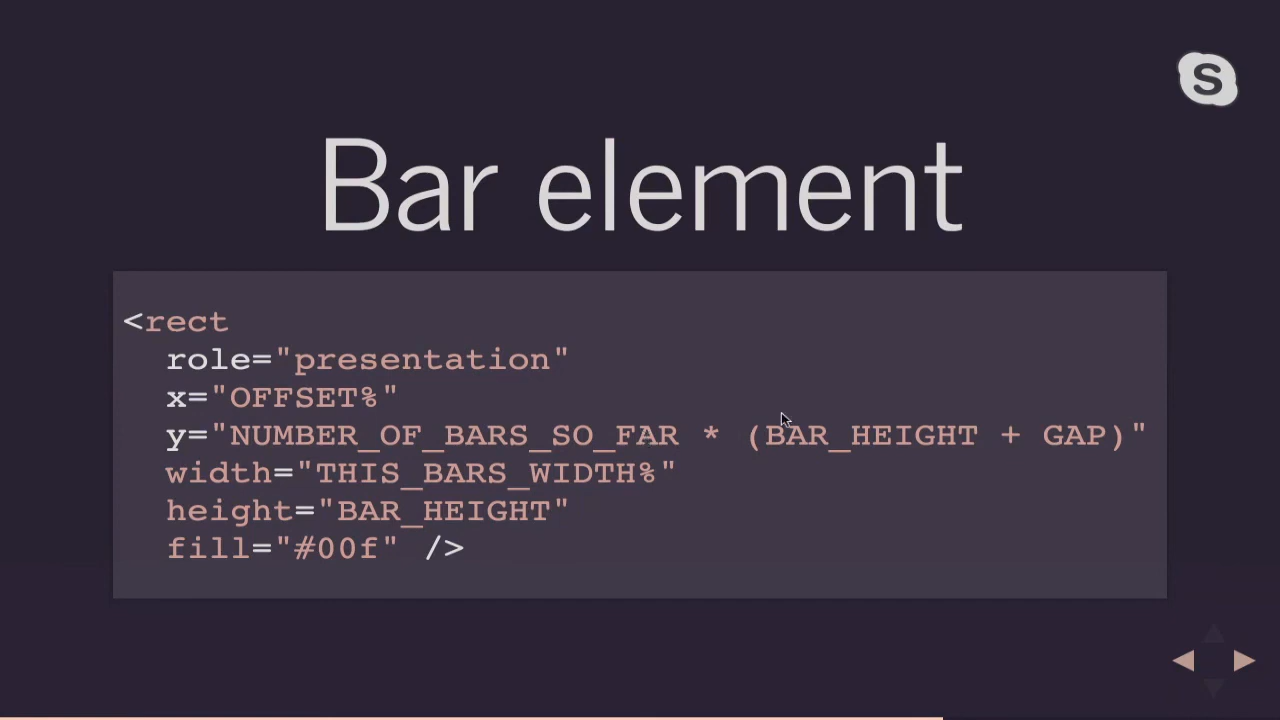 S
Bar element
<rect
role="presentation"
x="OFFSET%"
y="NUMBER_OF_BARS_SO_FAR * (BAR_HEIGHT + GAP)"
width="THIS_BARS_WIDTH%"
height="BAR_HEIGHT"
fill="#00f" />